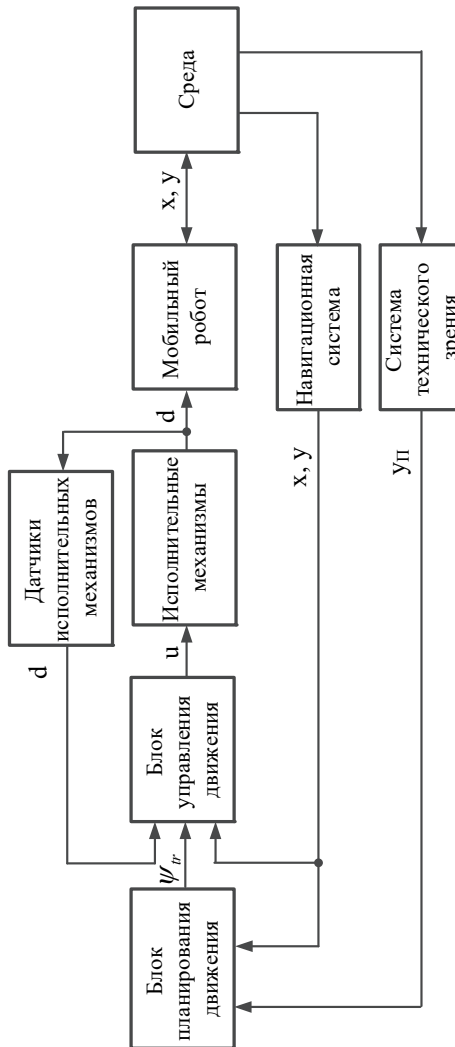 Датчики
исполнительных
механизмов
d
Блок
планирования
движения
ψtr
Блок
управления
движения
u
Исполнительные
механизмы
d
Мобильный
робот
x, y
Среда
x, y
Навигационная
система
yП
Система
технического
зрения